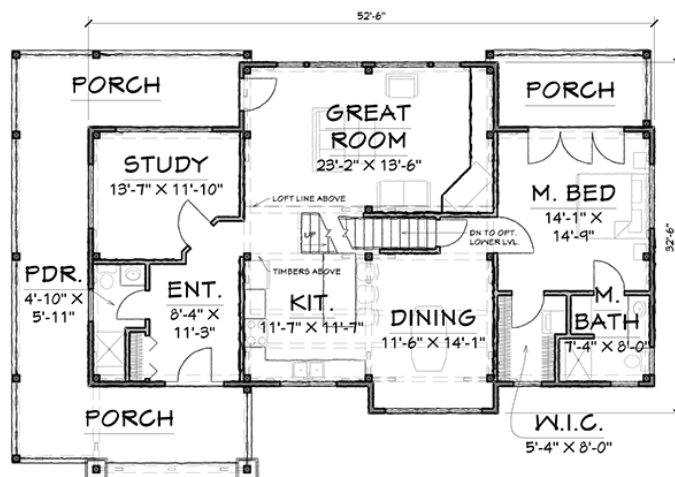 52'-6"
PORCH
PORCH
GREAT
ROOM
23'-2" X 13'-6"
STUDY
13'-7" X 11'-10"
LOFT LINE ABOVE
M. BED
14'-1" X
14'-9"
UP
DN TO OPT.
LOWER LVL.
32'-6"
TIMBERS ABOVE
PDR.
4'-10" X
5'-11"
ENT.
8'-4" X
11'-3"
KIT.
11'-7" X 11'-7"
DINING
11'-6" X 14'-1"
M.
BATH
7'-4" X 8'-0"
PORCH
W.I.C.
5'-4" X 8'-0"